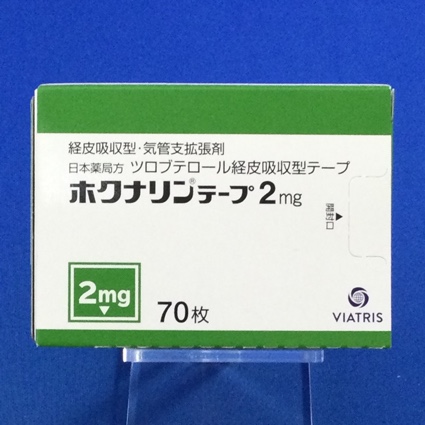 経皮吸収型・気管支拡張剤
日本薬局方 ツロブテロール経皮吸収型テープ
ホクナリン®テープ2mg
開封口
2mg
70枚
VIATRIS